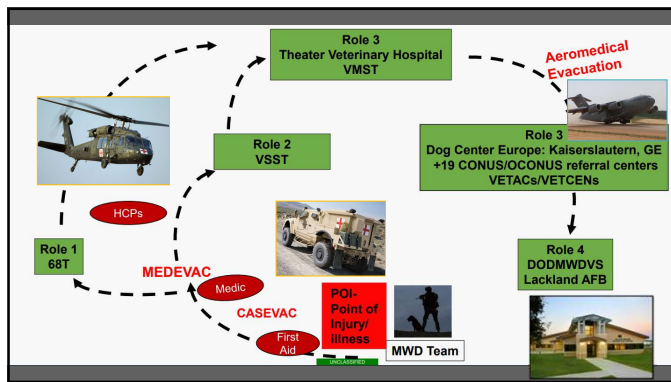 Role 3
Theater Veterinary Hospital
VMST
Aeromedical
Evacuation
Role 3
Dog Center Europe: Kaiserslautern, GE
+19 CONUS/OCONUS referral centers
VETACs/VETCENs
Role 2
VSST
HCPs
Role 1
68T
MEDEVAC
Medic
CASEVAC
First
Aid
POI-
Point of
Injury/
illness
MWD Team
Role 4
DODMWDVS
Lackland AFB
UNCLASSIFIED